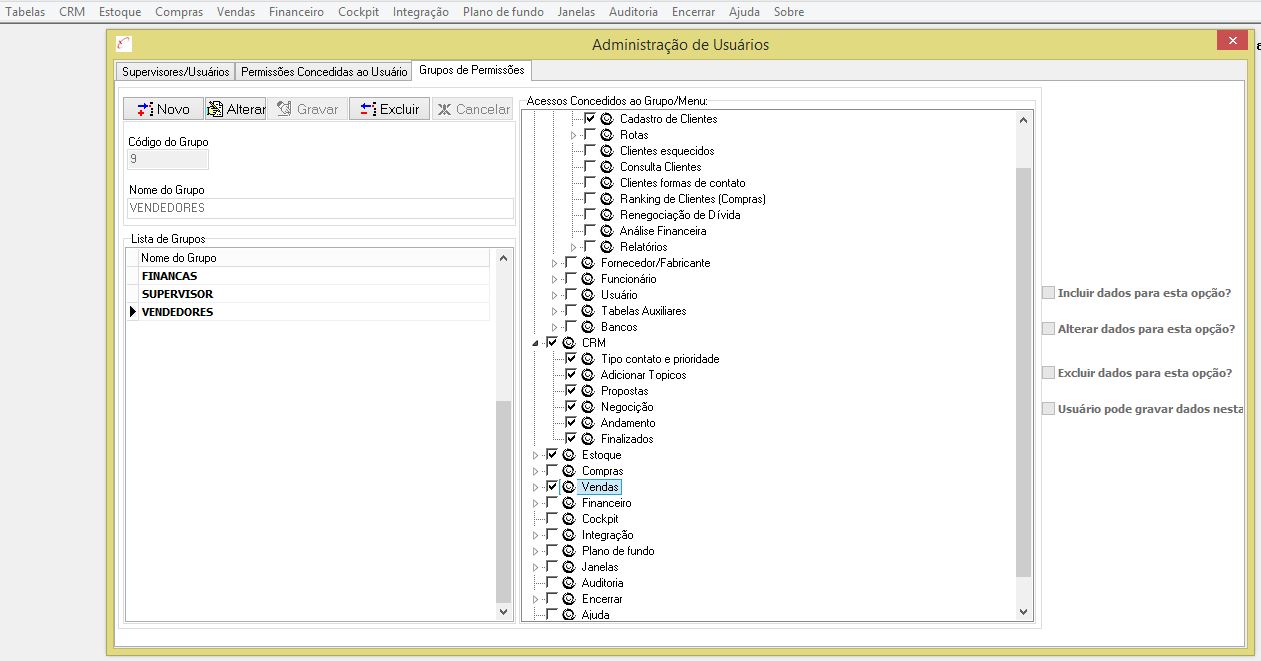 Tabelas CRM Estoque Compras Vendas Financeiro Cockpit Integração Plano de fundo Janelas Auditoria Encerrar Ajuda Sobre
Administração de Usuários
Supervisores/Usuários Permissões Concedidas ao Usuário Grupos de Permissões
Novo Alterar Gravar Excluir Cancelar
Código do Grupo
9
Nome do Grupo
VENDEDORES
Lista de Grupos
Nome do Grupo
FINANCAS
SUPERVISOR
VENDEDORES
Acessos Concedidos ao Grupo/Menu:
Cadastro de Clientes
Rotas
Clientes esquecidos
Consulta Clientes
Clientes formas de contato
Ranking de Clientes (Compras)
Renegociação de Dívida
Análise Financeira
Relatórios
Fornecedor/Fabricante
Funcionário
Usuário
Tabelas Auxiliares
Bancos
CRM
Tipo contato e prioridade
Adicionar Topicos
Propostas
Negocição
Andamento
Finalizados
Estoque
Compras
Vendas
Financeiro
Cockpit
Integração
Plano de fundo
Janelas
Auditoria
Encerrar
Ajuda
Incluir dados para esta opção?
Alterar dados para esta opção?
Excluir dados para esta opção?
Usuário pode gravar dados nesta